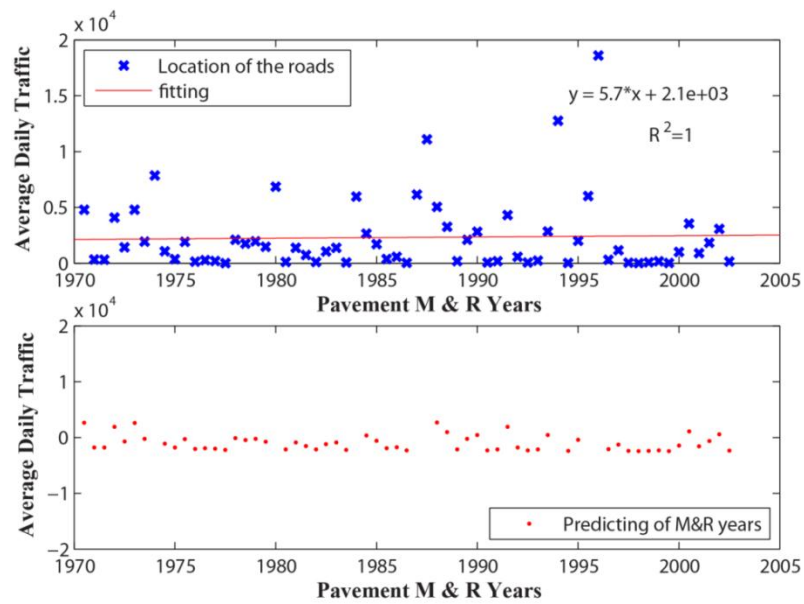 x 10^4
2
1.5
1
0.5
0
Average Daily Traffic
Location of the roads
fitting
y = 5.7*x + 2.1e+03
R^2=1
1970 1975 1980 1985 1990 1995 2000 2005
Pavement M & R Years
x 10^4
2
1
0
−1
−2
Average Daily Traffic
Predicting of M&R years
1970 1975 1980 1985 1990 1995 2000 2005
Pavement M & R Years